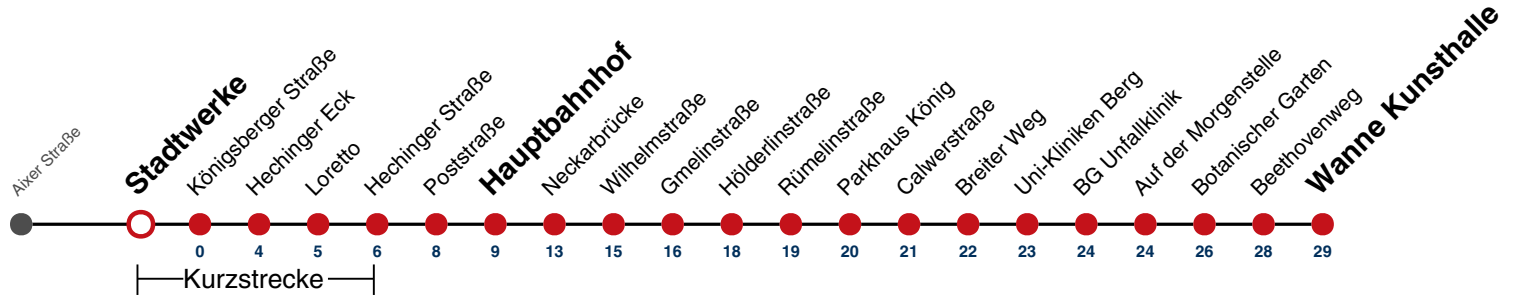 Aixer Straße
Stadtwerke
Königsberger Straße
Hechinger Eck
Loretto
Hechinger Straße
Poststraße
Hauptbahnhof
Neckarbrücke
Wilhelmstraße
Gmelinstraße
Hölderlinstraße
Rümelinstraße
Parkhaus König
Calwerstraße
Breiter Weg
Uni-Kliniken Berg
BG Unfallklinik
Auf der Morgenstelle
Botanischer Garten
Beethovenweg
Wanne Kunsthalle
0 4 5 6 8 9 13 15 16 18 19 20 21 22 23 24 24 26 28 29
Kurzstrecke